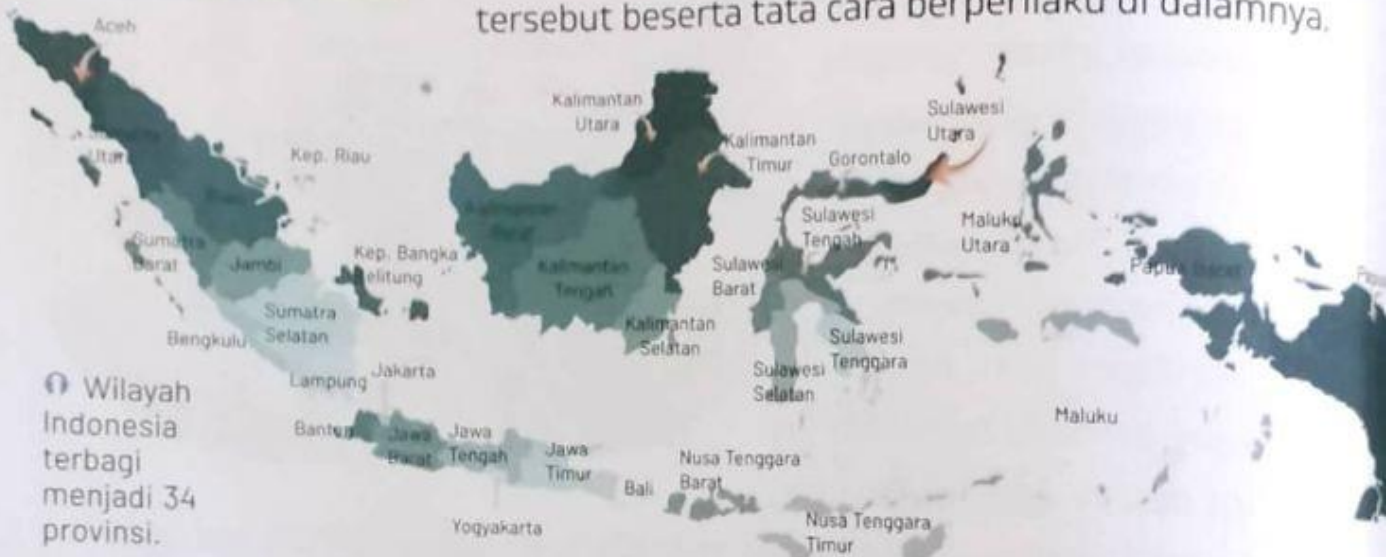 tersebut beserta tata cara berperilaku di dalamnya.
Aceh
Utara
Kep. Riau
Sumatra
Barat
Jambi
Kep. Bangka
Belitung
Sumatra
Selatan
Bengkulu
Lampung
Jakarta
Banten
Jawa
Barat
Jawa
Tengah
Jawa
Timur
Yogyakarta
Bali
Nusa Tenggara
Barat
Nusa Tenggara
Timur
Kalimantan
Utara
Kalimantan
Timur
Kalimantan
Barat
Kalimantan
Tengah
Kalimantan
Selatan
Gorontalo
Sulawesi
Utara
Sulawesi
Tengah
Sulawesi
Barat
Sulawesi
Tenggara
Sulawesi
Selatan
Maluku
Utara
Maluku
Papua Barat
Wilayah
Indonesia
terbagi
menjadi 34
provinsi.